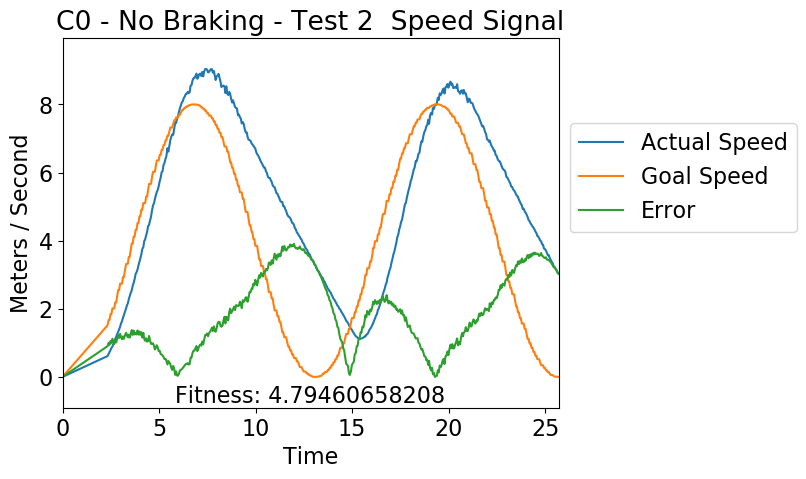 C0 - No Braking - Test 2  Speed Signal
Meters / Second
8
6
4
2
0
Fitness: 4.79460658208
0 5 10 15 20 25
Time
Actual Speed
Goal Speed
Error